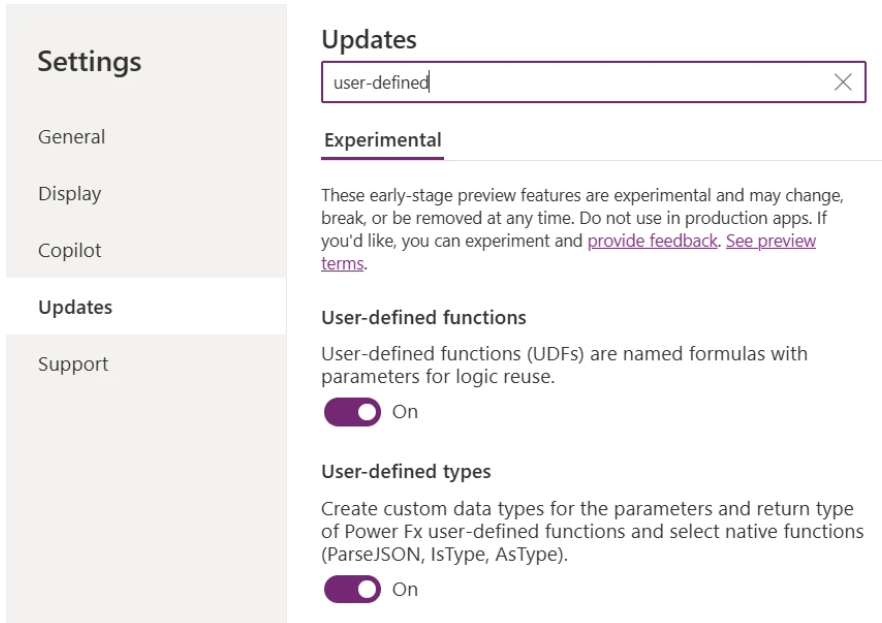 Settings
General
Display
Copilot
Updates
Support
Updates
user-defined
Experimental
These early-stage preview features are experimental and may change,
break, or be removed at any time. Do not use in production apps. If
you'd like, you can experiment and provide feedback. See preview
terms.
User-defined functions
User-defined functions (UDFs) are named formulas with
parameters for logic reuse.
On
User-defined types
Create custom data types for the parameters and return type
of Power Fx user-defined functions and select native functions
(ParseJSON, IsType, AsType).
On